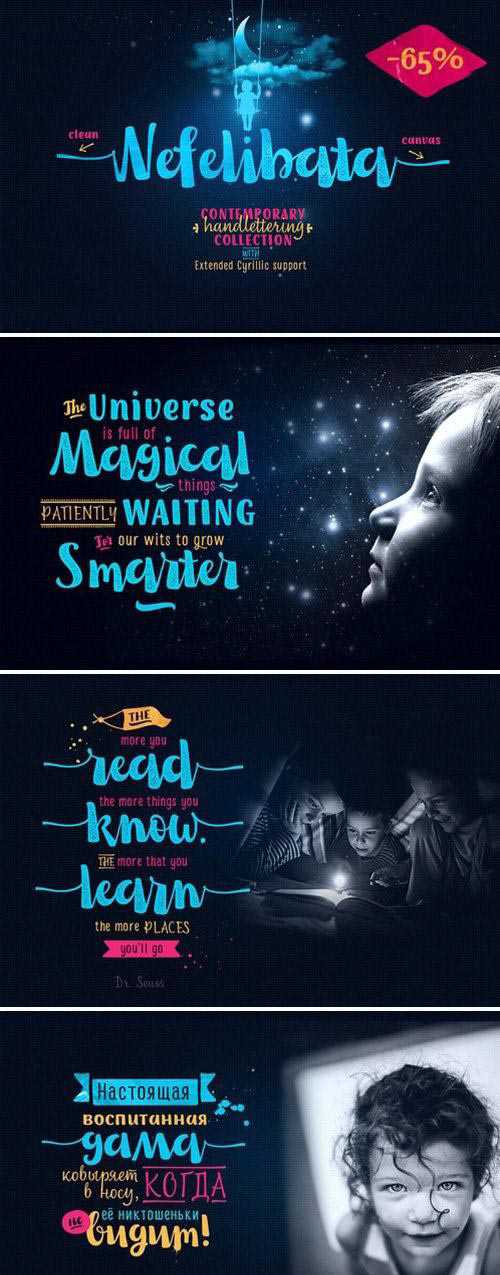 -65%
clean
canvas
Nefelibata
CONTEMPORARY
handlettering
COLLECTION
WITH
Extended Cyrillic support
The Universe
is full of
Magical
things
PATIENTLY WAITING
For our wits to grow
Smarter
THE
more you
read
the more things you
know.
THE more that you
learn
the more PLACES
you'll go
Dr. Seuss
Настоящая
воспитанная
дама
ковыряет
в носу, КОГДА
её никтошеньки
не видит!